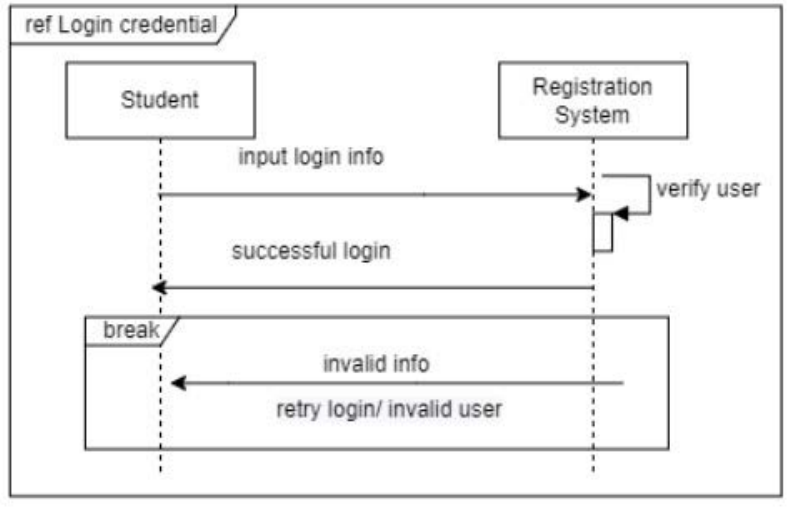 ref Login credential
Student
Registration
System
input login info
verify user
successful login
break
invalid info
retry login/ invalid user